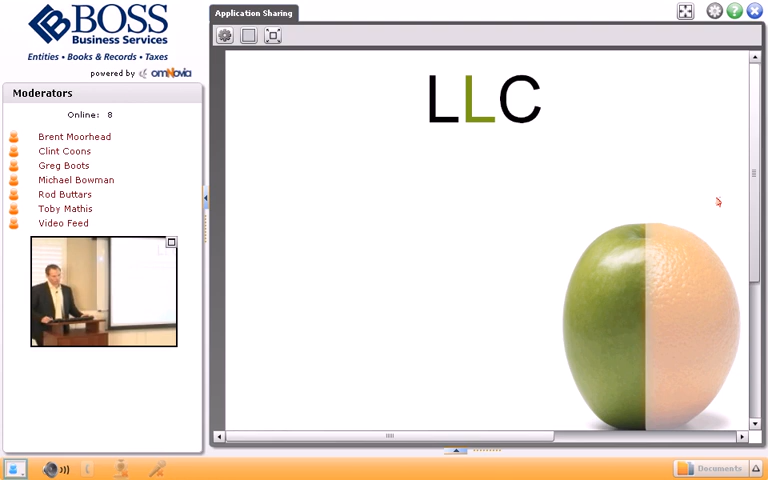 BOSS
Business Services
Entities • Books & Records • Taxes
powered by omNovia
Moderators
Online: 8
Brent Moorhead
Clint Coons
Greg Boots
Michael Bowman
Rod Buttars
Toby Mathis
Video Feed
Application Sharing
LLC
Documents